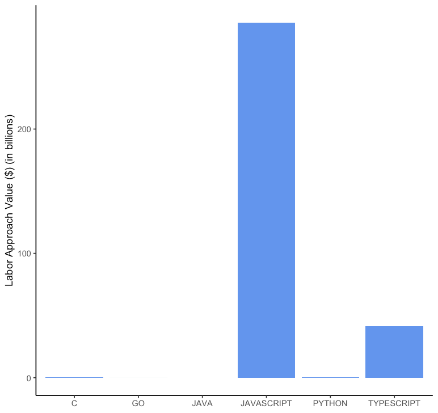 Labor Approach Value ($) (in billions)
200
100
0
C GO JAVA JAVASCRIPT PYTHON TYPESCRIPT